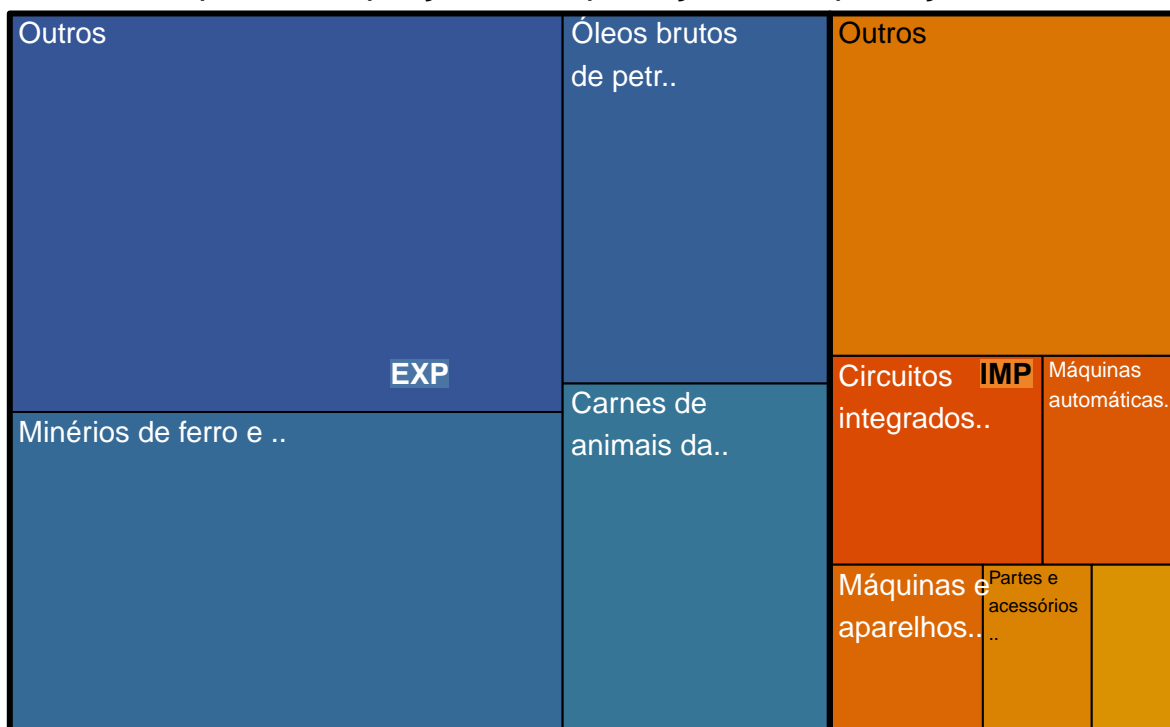 Outros
Óleos brutos
de petr..
Outros
EXP
Minérios de ferro e ..
Carnes de
animais da..
Circuitos
integrados..
IMP
Máquinas
automáticas.
Máquinas e
aparelhos..
Partes e
acessórios
..